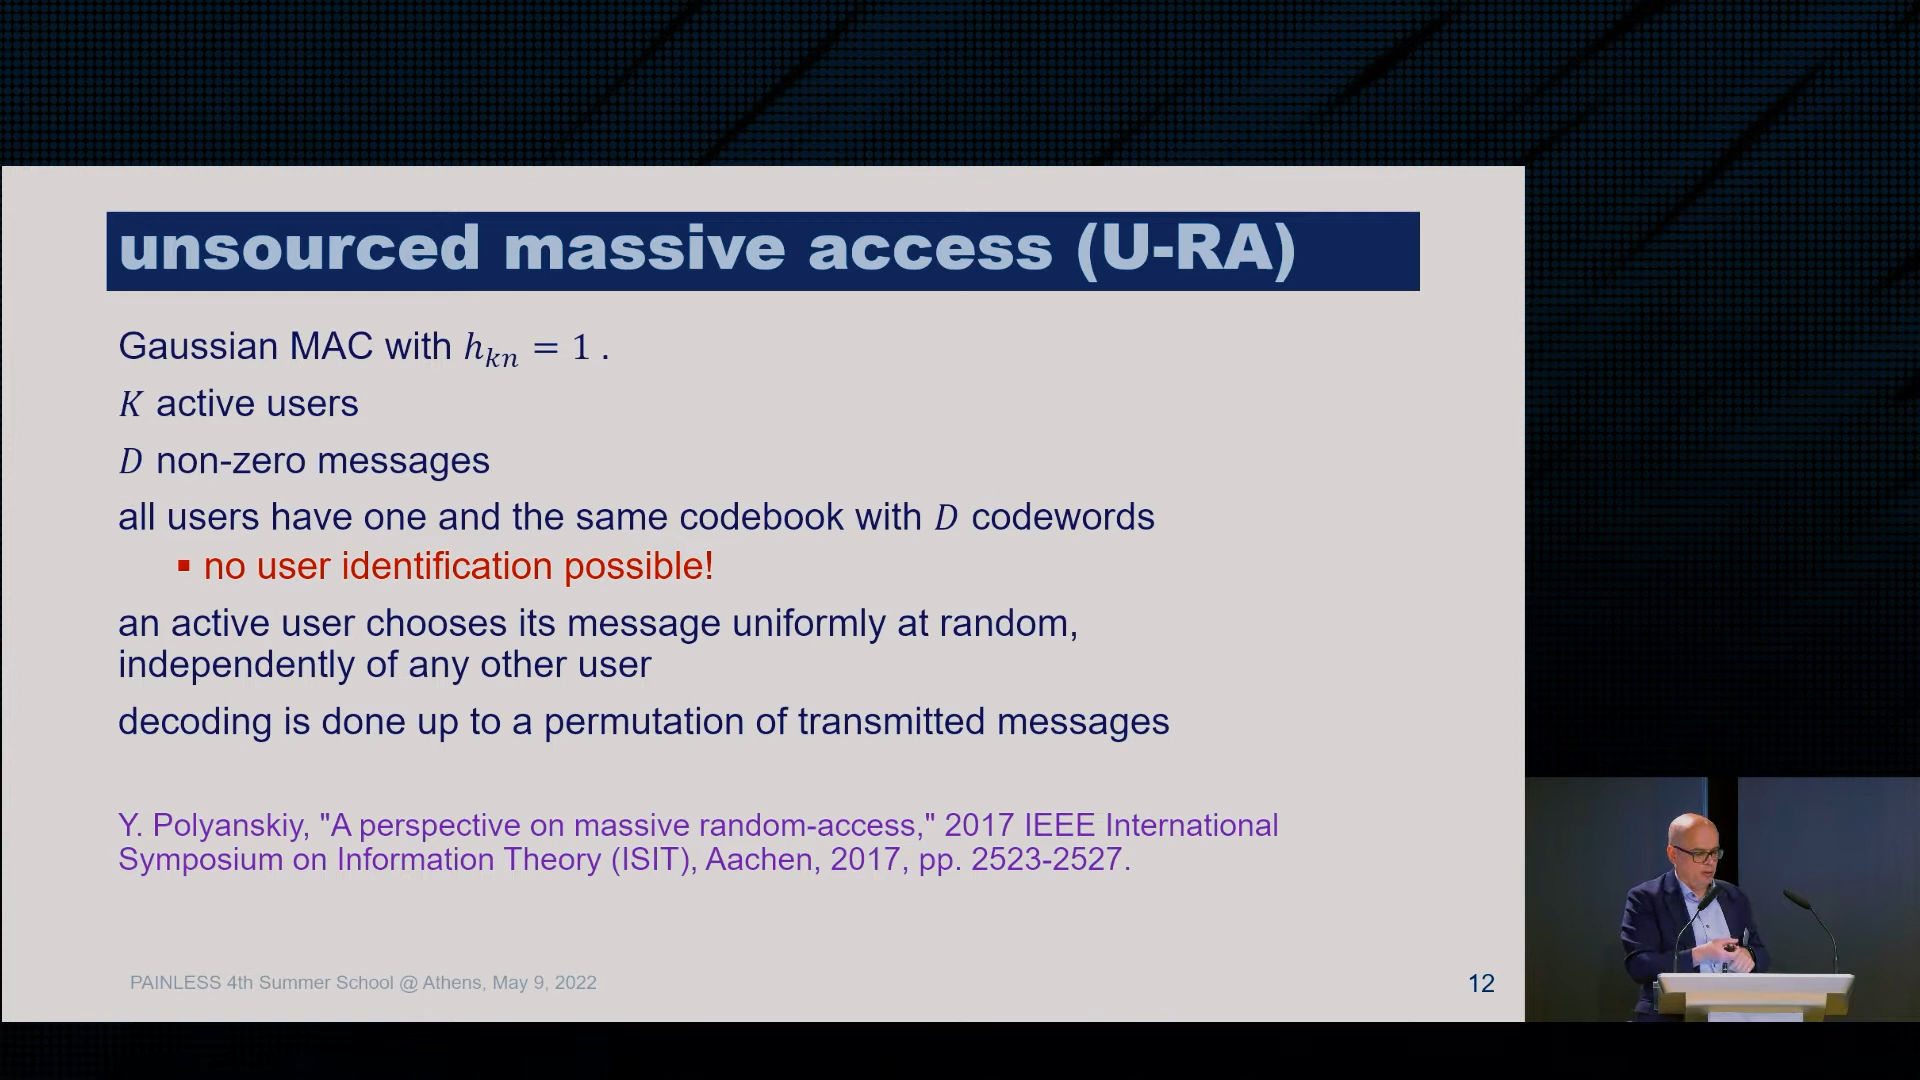 unsourced massive access (U-RA)
Gaussian MAC with h_{kn} = 1 .
K active users
D non-zero messages
all users have one and the same codebook with D codewords
▪ no user identification possible!
an active user chooses its message uniformly at random,
independently of any other user
decoding is done up to a permutation of transmitted messages
Y. Polyanskiy, "A perspective on massive random-access," 2017 IEEE International
Symposium on Information Theory (ISIT), Aachen, 2017, pp. 2523-2527.
PAINLESS 4th Summer School @ Athens, May 9, 2022
12